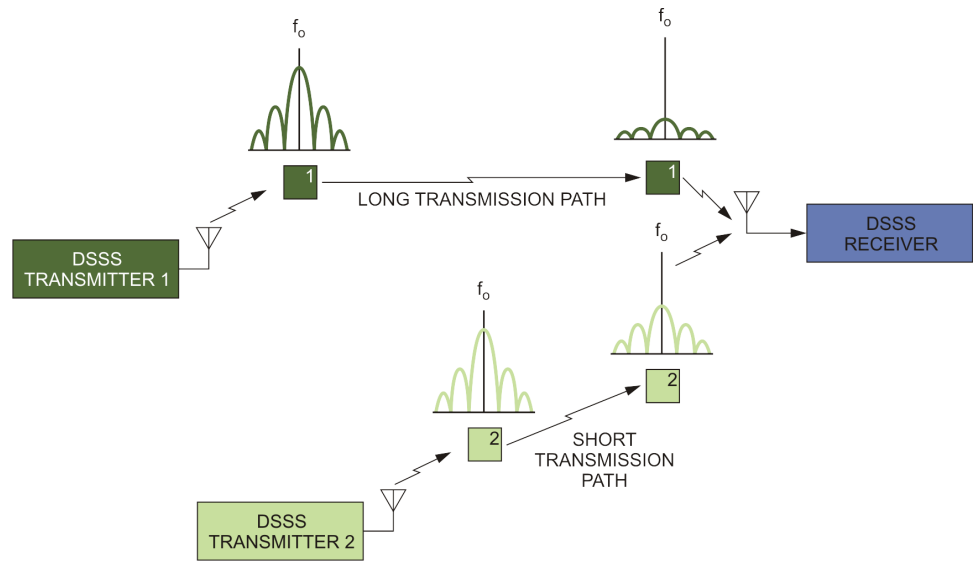 fo
fo
1
1
LONG TRANSMISSION PATH
DSSS
RECEIVER
DSSS
TRANSMITTER 1
fo
fo
2
2
SHORT
TRANSMISSION
PATH
DSSS
TRANSMITTER 2